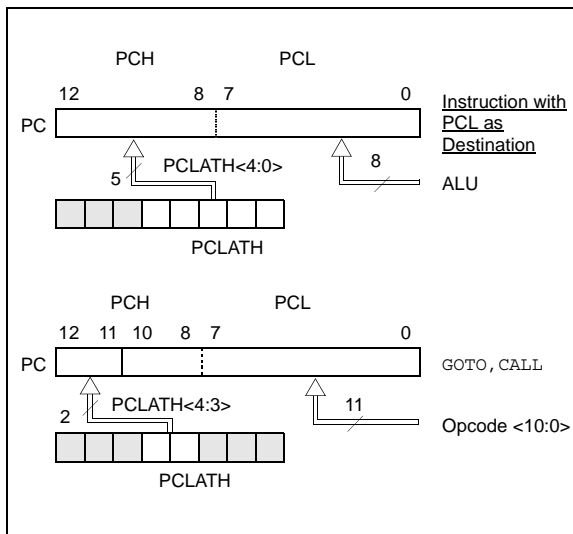 PCH PCL
12 8 7 0
PC
Instruction with
PCL as
Destination
5 PCLATH<4:0> 8
ALU
PCLATH
PCH PCL
12 11 10 8 7 0
PC GOTO, CALL
2 PCLATH<4:3> 11
Opcode <10:0>
PCLATH